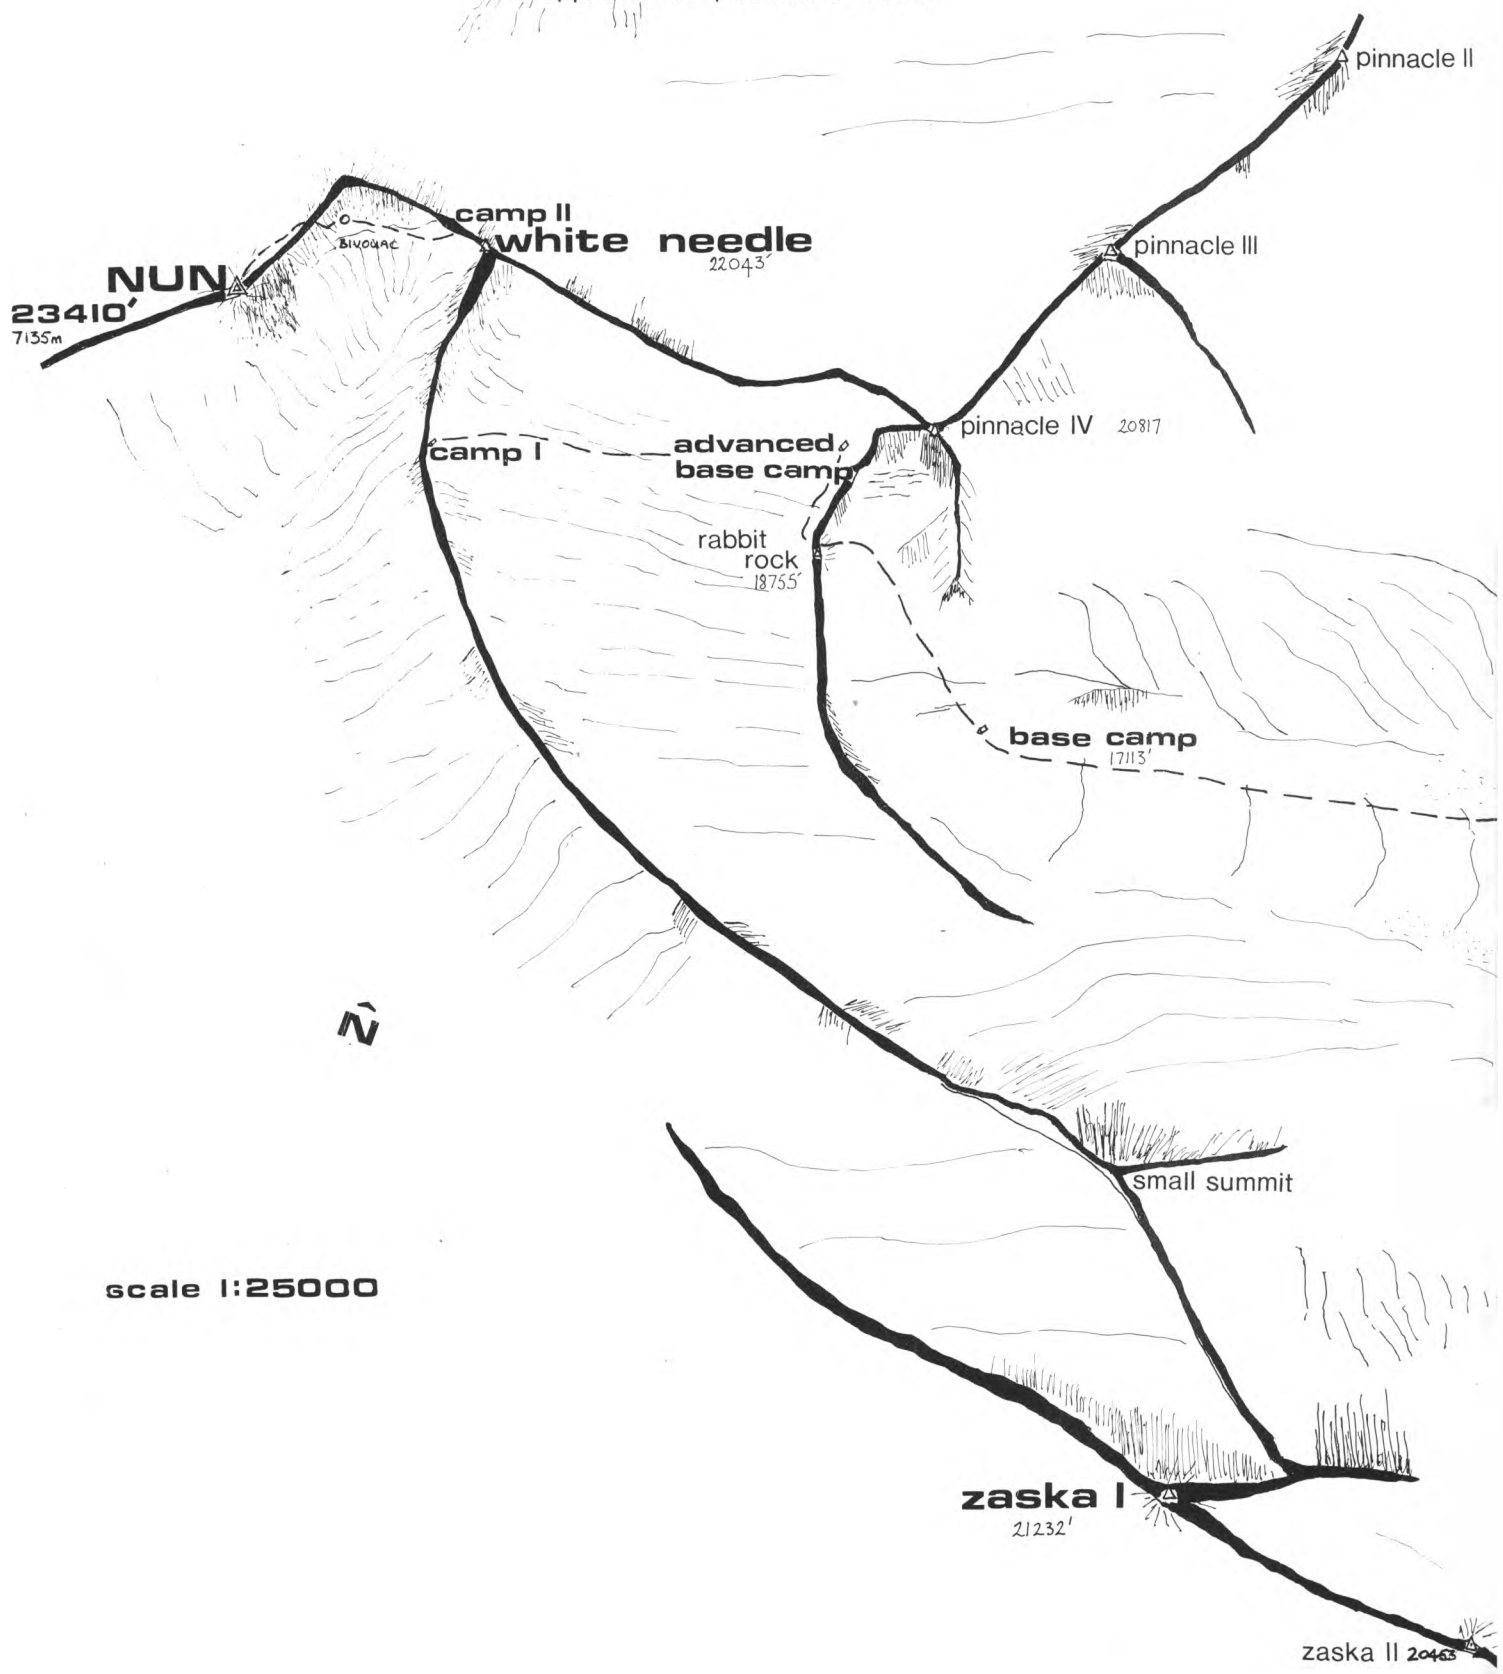 pinnacle II
camp II
white needle
22043'
pinnacle III
NUN
BIVOUAC
23410'
7135m
pinnacle IV 20817
camp I
advanced
base camp
rabbit
rock
18755'
base camp
17113'
N
small summit
scale 1:25000
zaska I
21232'
zaska II 20463